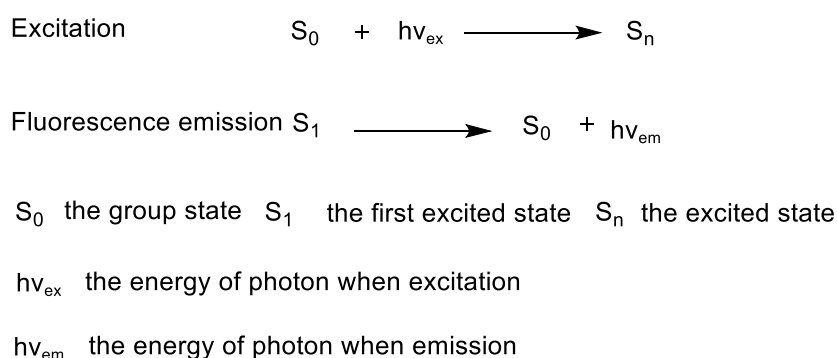 Excitation S₀ + hvₑₓ ⟶ Sₙ
Fluorescence emission S₁ ⟶ S₀ + hvₑₘ
S₀ the group state S₁ the first excited state Sₙ the excited state
hvₑₓ the energy of photon when excitation
hvₑₘ the energy of photon when emission